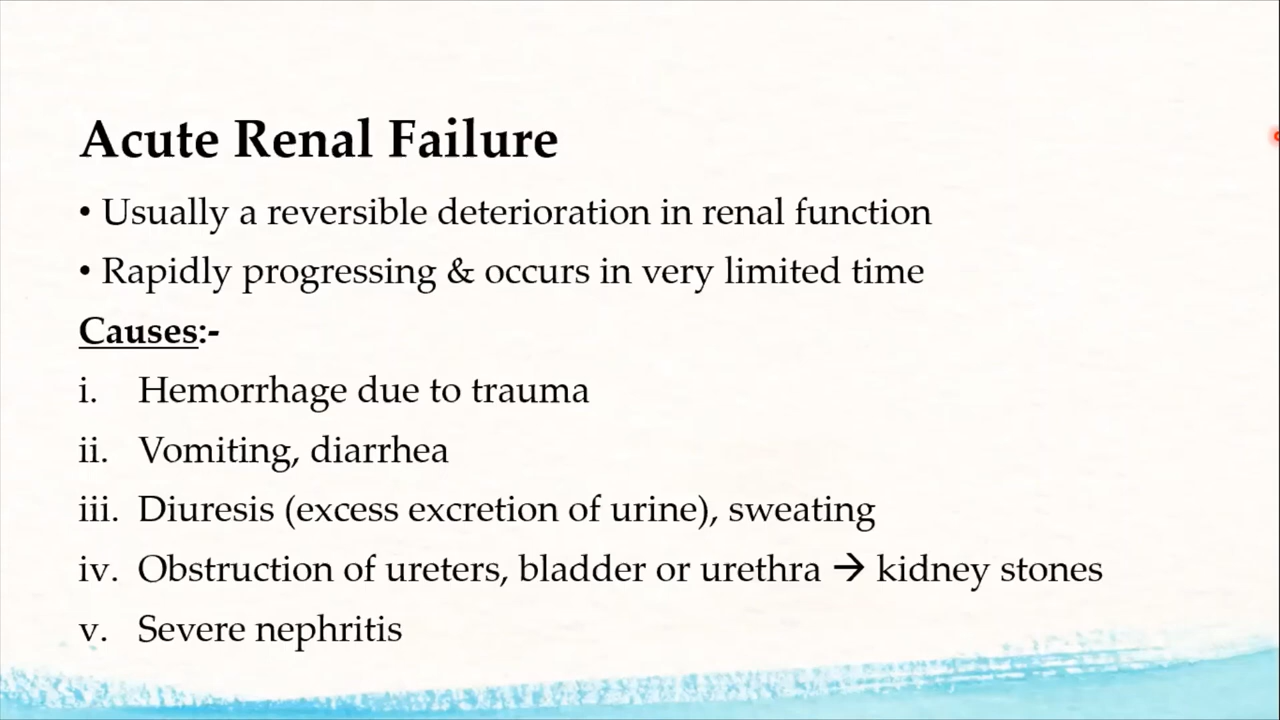 Acute Renal Failure
• Usually a reversible deterioration in renal function
• Rapidly progressing & occurs in very limited time
Causes:-
i. Hemorrhage due to trauma
ii. Vomiting, diarrhea
iii. Diuresis (excess excretion of urine), sweating
iv. Obstruction of ureters, bladder or urethra → kidney stones
v. Severe nephritis